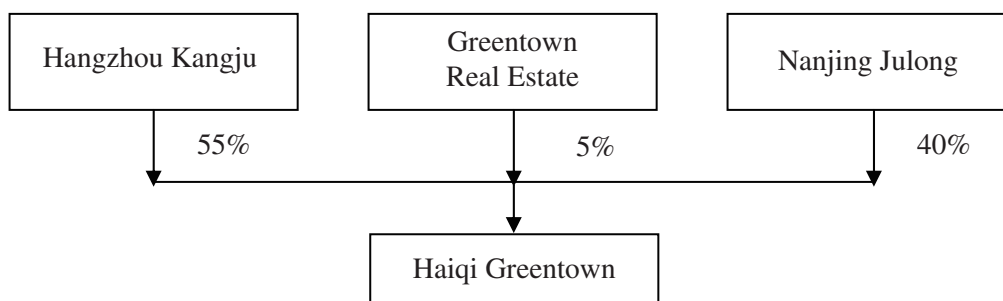 Hangzhou Kangju
Greentown
Real Estate
Nanjing Julong
55%
5%
40%
Haiqi Greentown